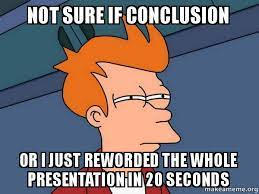 NOT SURE IF CONCLUSION
OR I JUST REWORDED THE WHOLE
PRESENTATION IN 20 SECONDS
makeameme.org